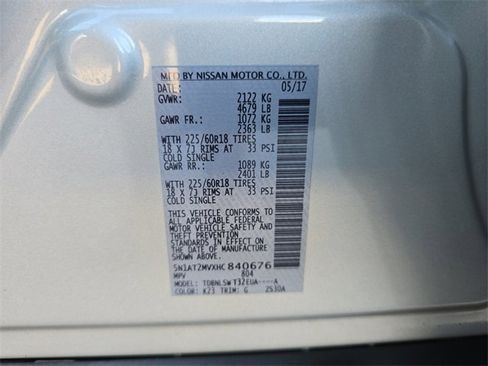 MFD BY NISSAN MOTOR CO., LTD.
DATE: 05/17
GVWR: 2122 KG
4679 LB
GAWR FR.: 1072 KG
2363 LB
WITH 225/60R18 TIRES
18 X 7J RIMS AT 33 PSI
COLD SINGLE
GAWR RR.: 1089 KG
2401 LB
WITH 225/60R18 TIRES
18 X 7J RIMS AT 33 PSI
COLD SINGLE
THIS VEHICLE CONFORMS TO
ALL APPLICABLE FEDERAL
MOTOR VEHICLE SAFETY AND
THEFT PREVENTION
STANDARDS IN EFFECT ON
THE DATE OF MANUFACTURE
SHOWN ABOVE.
5N1AT2MVXHC840676
MPV 804
MODEL: TDBNLSWT32EUA----A
COLOR: K23 TRIM: G 2530A